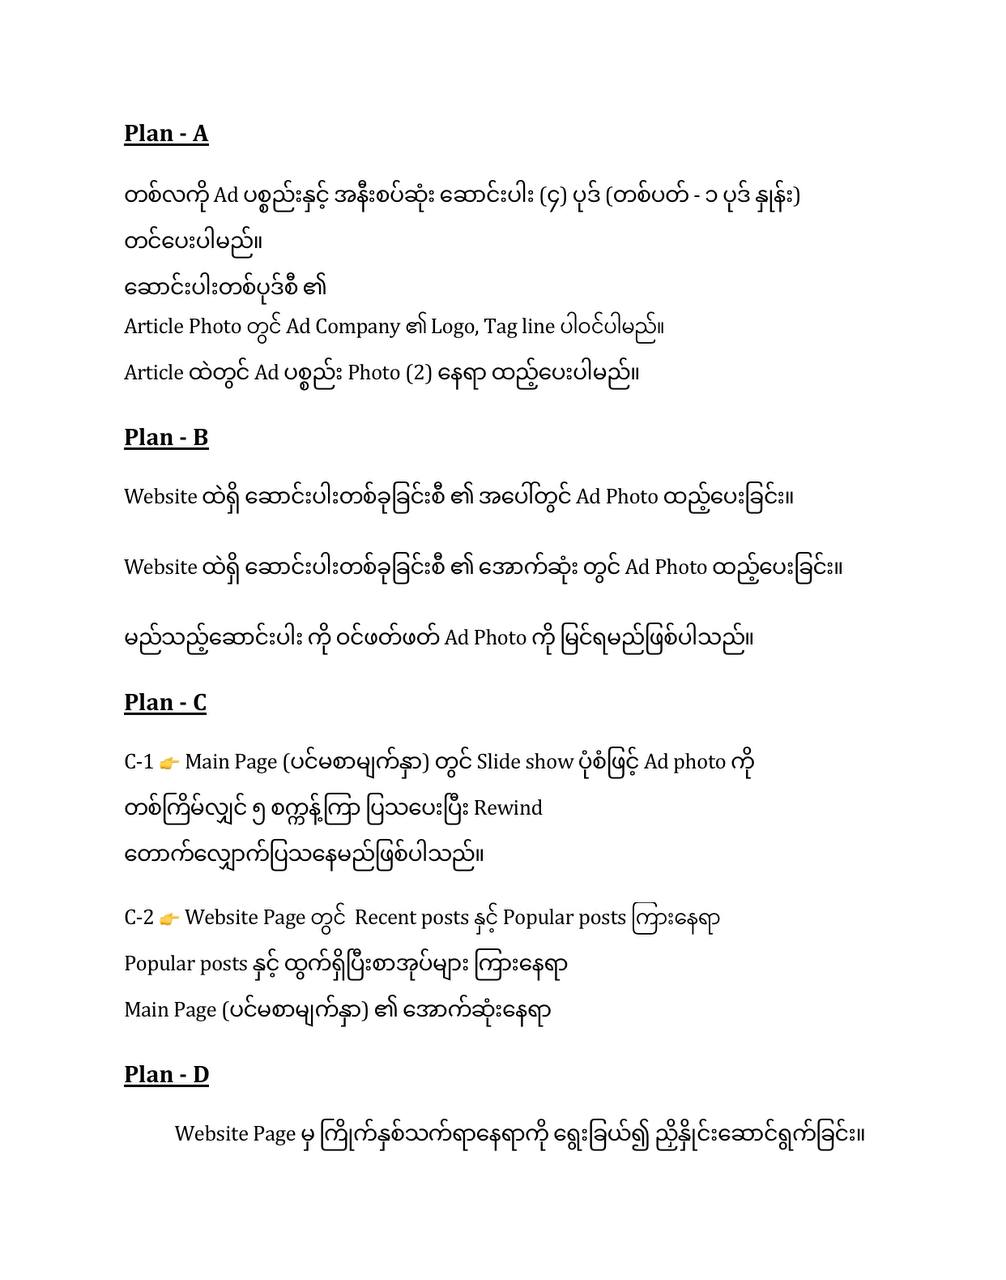 Plan - A
တစ်လကို Ad ပစ္စည်းနှင့် အနီးစပ်ဆုံး ဆောင်းပါး (၄) ပုဒ် (တစ်ပတ် - ၁ ပုဒ် နှုန်း)
တင်ပေးပါမည်။
ဆောင်းပါးတစ်ပုဒ်စီ ၏
Article Photo တွင် Ad Company ၏ Logo, Tag line ပါဝင်ပါမည်။
Article ထဲတွင် Ad ပစ္စည်း Photo (2) နေရာ ထည့်ပေးပါမည်။
Plan - B
Website ထဲရှိ ဆောင်းပါးတစ်ခုခြင်းစီ ၏ အပေါ်တွင် Ad Photo ထည့်ပေးခြင်း။
Website ထဲရှိ ဆောင်းပါးတစ်ခုခြင်းစီ ၏ အောက်ဆုံး တွင် Ad Photo ထည့်ပေးခြင်း။
မည်သည့်ဆောင်းပါး ကို ဝင်ဖတ်ဖတ် Ad Photo ကို မြင်ရမည်ဖြစ်ပါသည်။
Plan - C
C-1 👉 Main Page (ပင်မစာမျက်နှာ) တွင် Slide show ပုံစံဖြင့် Ad photo ကို
တစ်ကြိမ်လျှင် ၅ စက္ကန့်ကြာ ပြသပေးပြီး Rewind
တောက်လျှောက်ပြသနေမည်ဖြစ်ပါသည်။
C-2 👉 Website Page တွင် Recent posts နှင့် Popular posts ကြားနေရာ
Popular posts နှင့် ထွက်ရှိပြီးစာအုပ်များ ကြားနေရာ
Main Page (ပင်မစာမျက်နှာ) ၏ အောက်ဆုံးနေရာ
Plan - D
Website Page မှ ကြိုက်နှစ်သက်ရာနေရာကို ရွေးခြယ်၍ ညှိနှိုင်းဆောင်ရွက်ခြင်း။